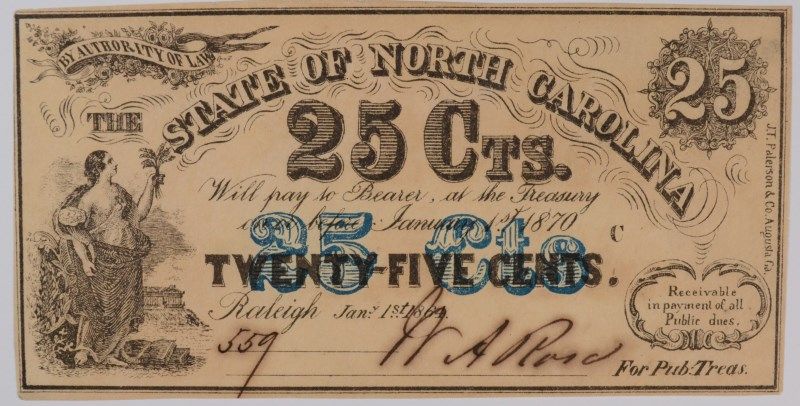 BY AUTHORITY OF LAW
THE
STATE OF NORTH CAROLINA
25
25 CTS.
Will pay to Bearer, at the Treasury
before January 1st 1870
25 Cts
C
TWENTY-FIVE CENTS.
Raleigh Jany. 1st 1864.
559
W A Rosd
For Pub: Treas.
Receivable
in payment of all
Public dues.
J.T. Paterson & Co. Augusta Ga.